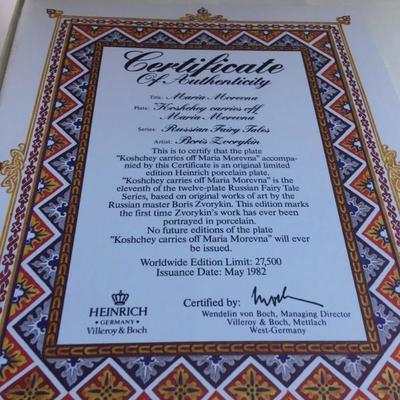 Certificate
Of Authenticity
Title: Maria Morevna
Plate: Koshchey carries off
Maria Morevna
Series: Russian Fairy Tales
Artist: Boris Zvorykin
This is to certify that the plate
"Koshchey carries off Maria Morevna" accompa-
nied by this Certificate is an original limited
edition Heinrich porcelain plate.
"Koshchey carries off Maria Morevna" is the
eleventh of the twelve-plate Russian Fairy Tale
Series, based on original works of art by the
Russian master Boris Zvorykin. This edition marks
the first time Zvorykin's work has ever been
portrayed in porcelain.
No future editions of the plate
"Koshchey carries off Maria Morevna" will ever
be issued.
Worldwide Edition Limit: 27,500
Issuance Date: May 1982
HEINRICH
• GERMANY •
Villeroy & Boch
Certified by:
Wendelin von Boch, Managing Director
Villeroy & Boch, Mettlach
West-Germany